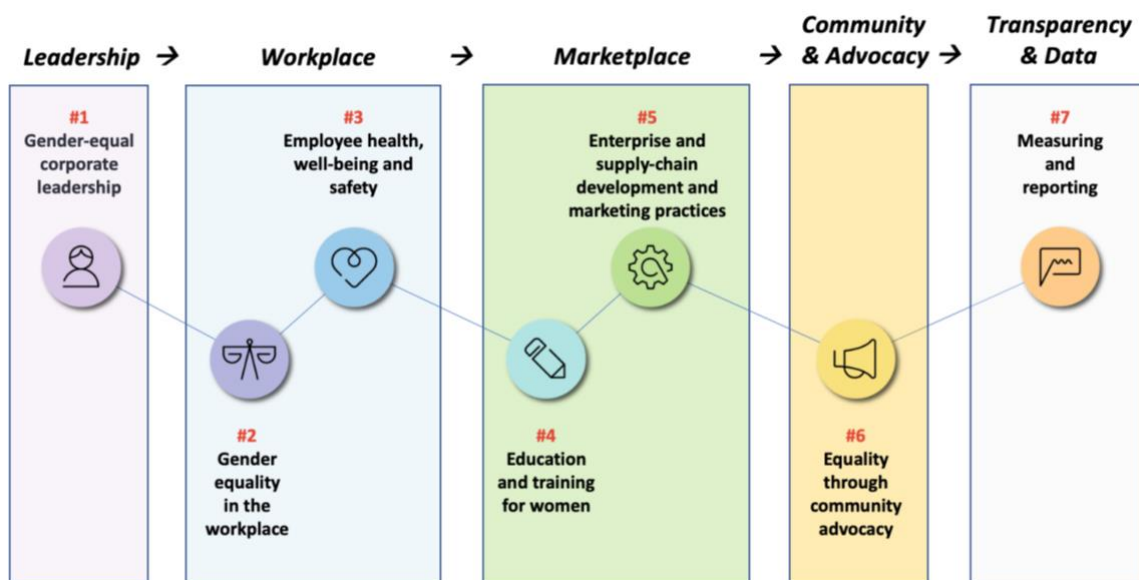 Leadership → Workplace → Marketplace → Community & Advocacy → Transparency & Data
#1
Gender-equal
corporate
leadership
#2
Gender
equality
in the
workplace
#3
Employee health,
well-being and
safety
#4
Education
and training
for women
#5
Enterprise and
supply-chain
development and
marketing practices
#6
Equality
through
community
advocacy
#7
Measuring
and
reporting